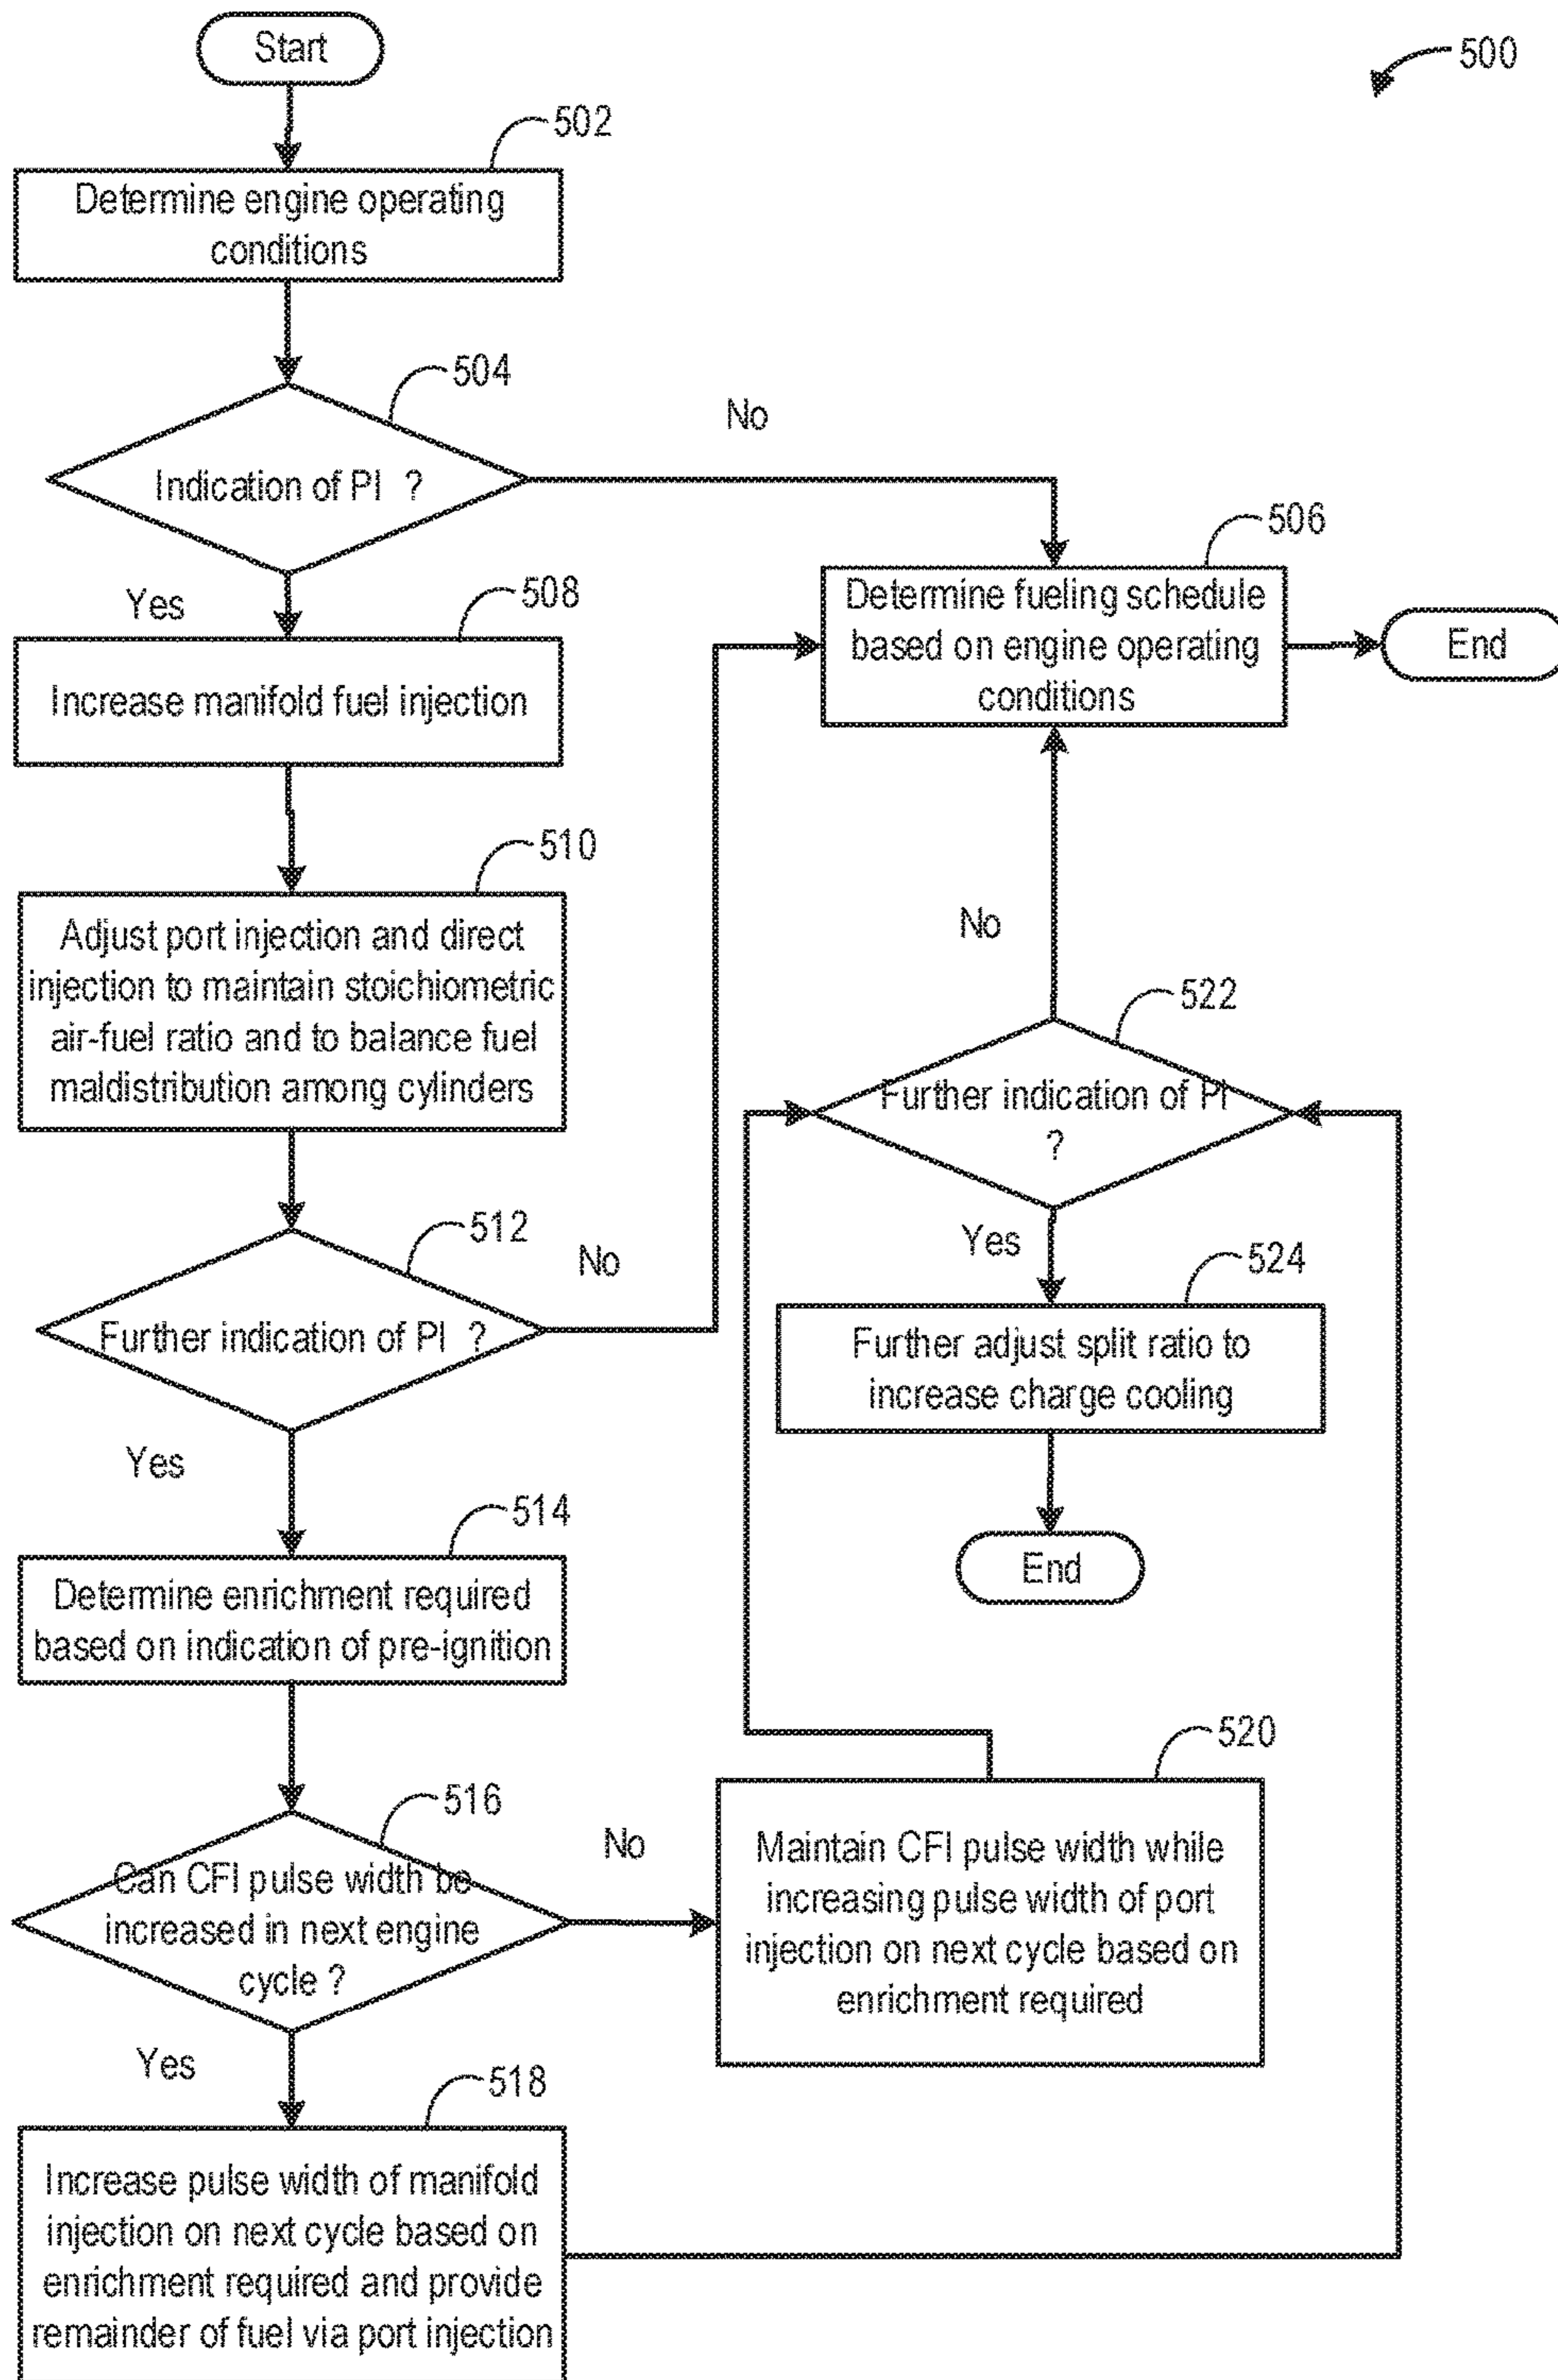 Start
500
502
Determine engine operating
conditions
504
No
Indication of PI ?
506
Yes
508
Determine fueling schedule
based on engine operating
conditions
End
Increase manifold fuel injection
510
Adjust port injection and direct
injection to maintain stoichiometric
air-fuel ratio and to balance fuel
maldistribution among cylinders
No
522
Further indication of PI
?
512
No
Yes
524
Further indication of PI ?
Further adjust split ratio to
increase charge cooling
Yes
514
End
Determine enrichment required
based on indication of pre-ignition
520
516
No
Can CFI pulse width be
increased in next engine
cycle ?
Maintain CFI pulse width while
increasing pulse width of port
injection on next cycle based on
enrichment required
Yes
518
Increase pulse width of manifold
injection on next cycle based on
enrichment required and provide
remainder of fuel via port injection